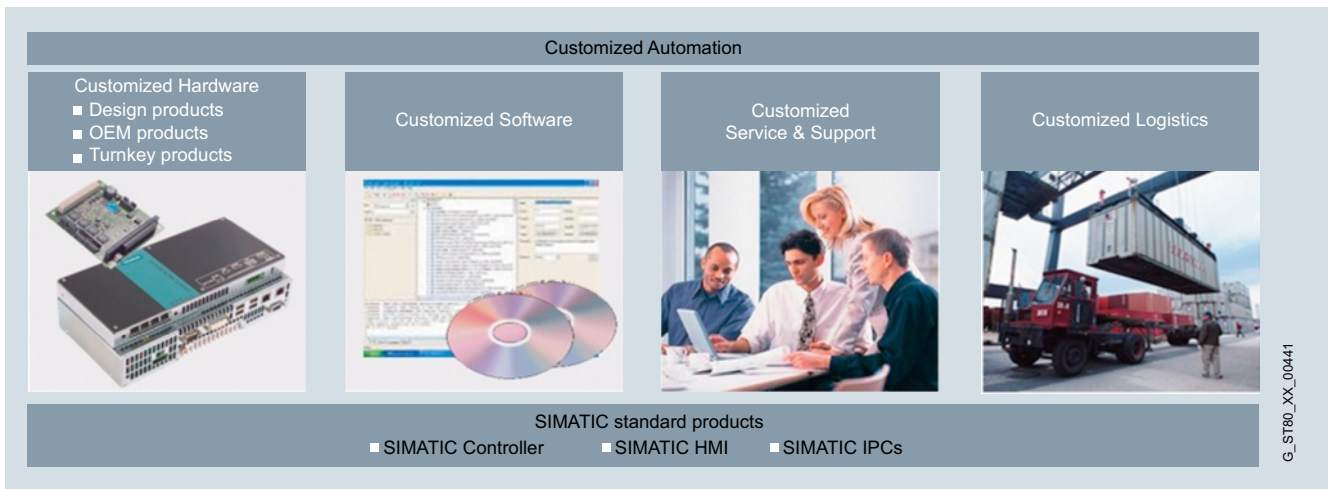 Customized Automation
Customized Hardware
Design products
OEM products
Turnkey products
Customized Software
Customized
Service & Support
Customized Logistics
SIMATIC standard products
SIMATIC Controller SIMATIC HMI SIMATIC IPCs
G_ST80_XX_00441